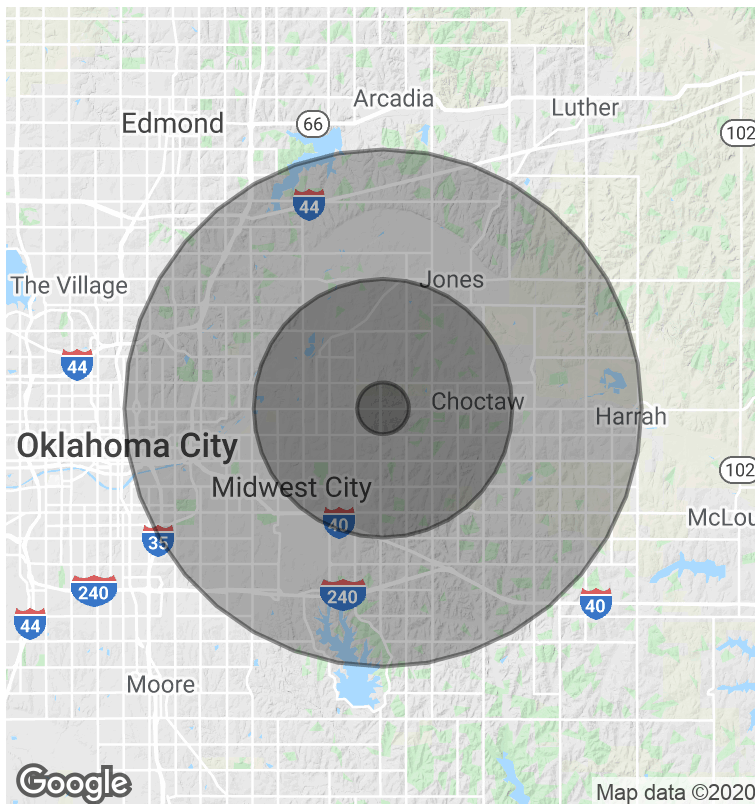 Arcadia
Luther
Edmond
66
102
44
Jones
The Village
44
Choctaw
Harrah
Oklahoma City
102
Midwest City
McLou
40
35
240
240
40
44
Moore
Google
Map data ©2020